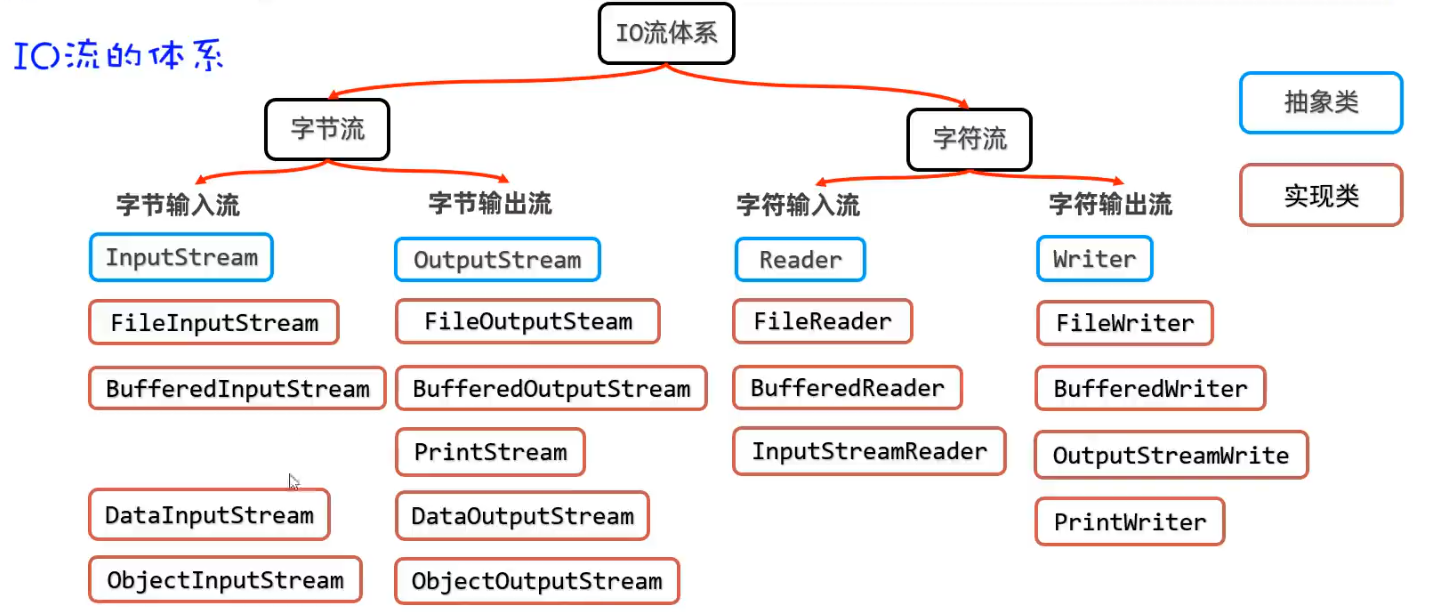 IO流的体系
IO流体系
抽象类
实现类
字节流
字符流
字节输入流
字节输出流
字符输入流
字符输出流
InputStream
OutputStream
Reader
Writer
FileInputStream
FileOutputSteam
FileReader
FileWriter
BufferedInputStream
BufferedOutputStream
BufferedReader
BufferedWriter
PrintStream
InputStreamReader
OutputStreamWrite
DataInputStream
DataOutputStream
PrintWriter
ObjectInputStream
ObjectOutputStream